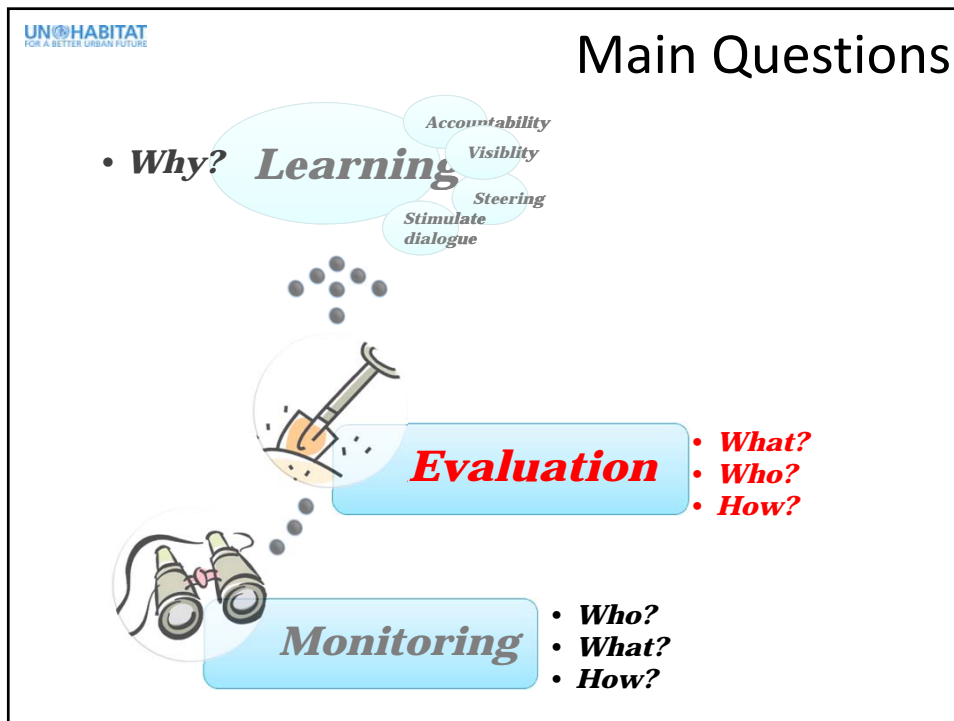 UN HABITAT
FOR A BETTER URBAN FUTURE
Main Questions
• Why?
Learning
Accountability
Visiblity
Steering
Stimulate
dialogue
Evaluation
• What?
• Who?
• How?
Monitoring
• Who?
• What?
• How?